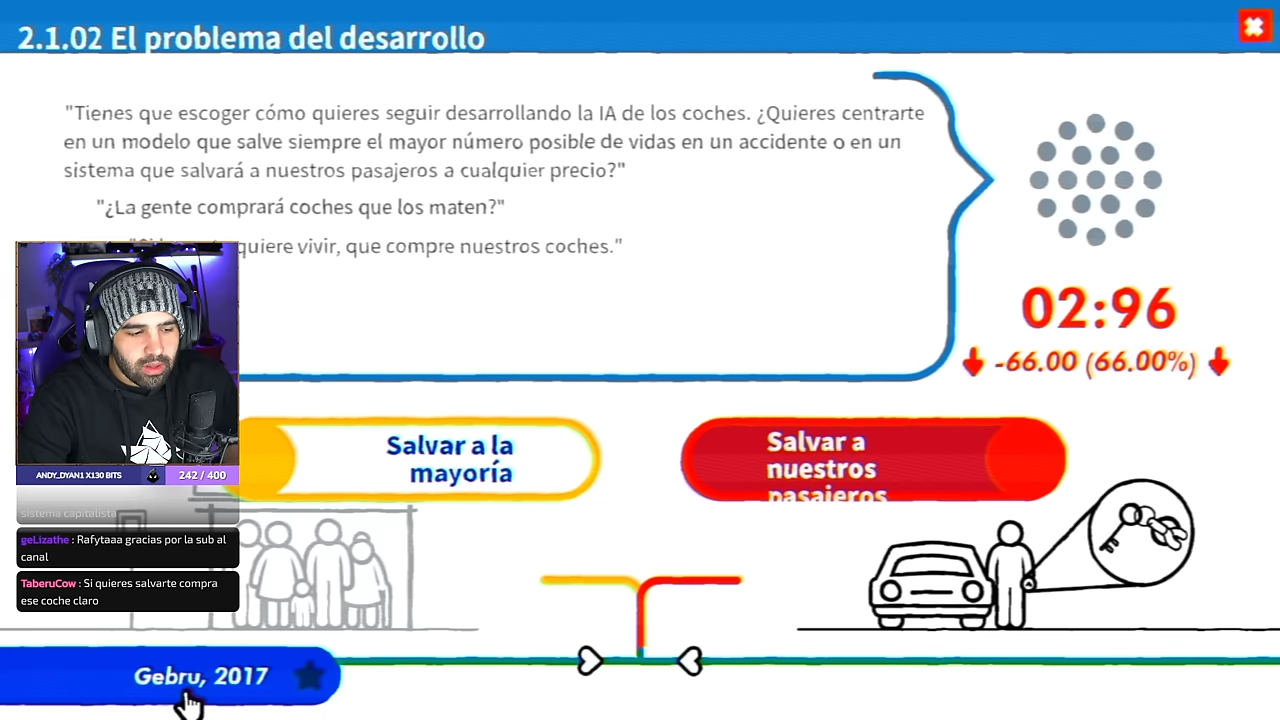 2.1.02 El problema del desarrollo
"Tienes que escoger cómo quieres seguir desarrollando la IA de los coches. ¿Quieres centrarte
en un modelo que salve siempre el mayor número posible de vidas en un accidente o en un
sistema que salvará a nuestros pasajeros a cualquier precio?"
"¿La gente comprará coches que los maten?"
quiere vivir, que compre nuestros coches."
02:96
-66.00 (66.00%)
Salvar a la
mayoría
Salvar a
nuestros
pasajeros
ANDY_DYAN1 X130 BITS
242 / 400
sistema capitalista
geLizathe : Rafytaaa gracias por la sub al
canal
TaberuCow : Si quieres salvarte compra
ese coche claro
Gebru, 2017